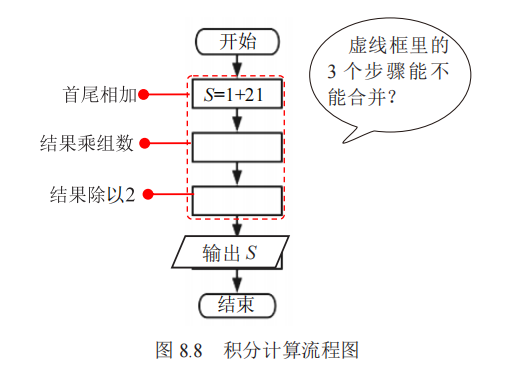 开始
虚线框里的
3 个步骤能不
能合并？
首尾相加
S=1+21
结果乘组数
结果除以2
输出 S
结束
图 8.8 积分计算流程图